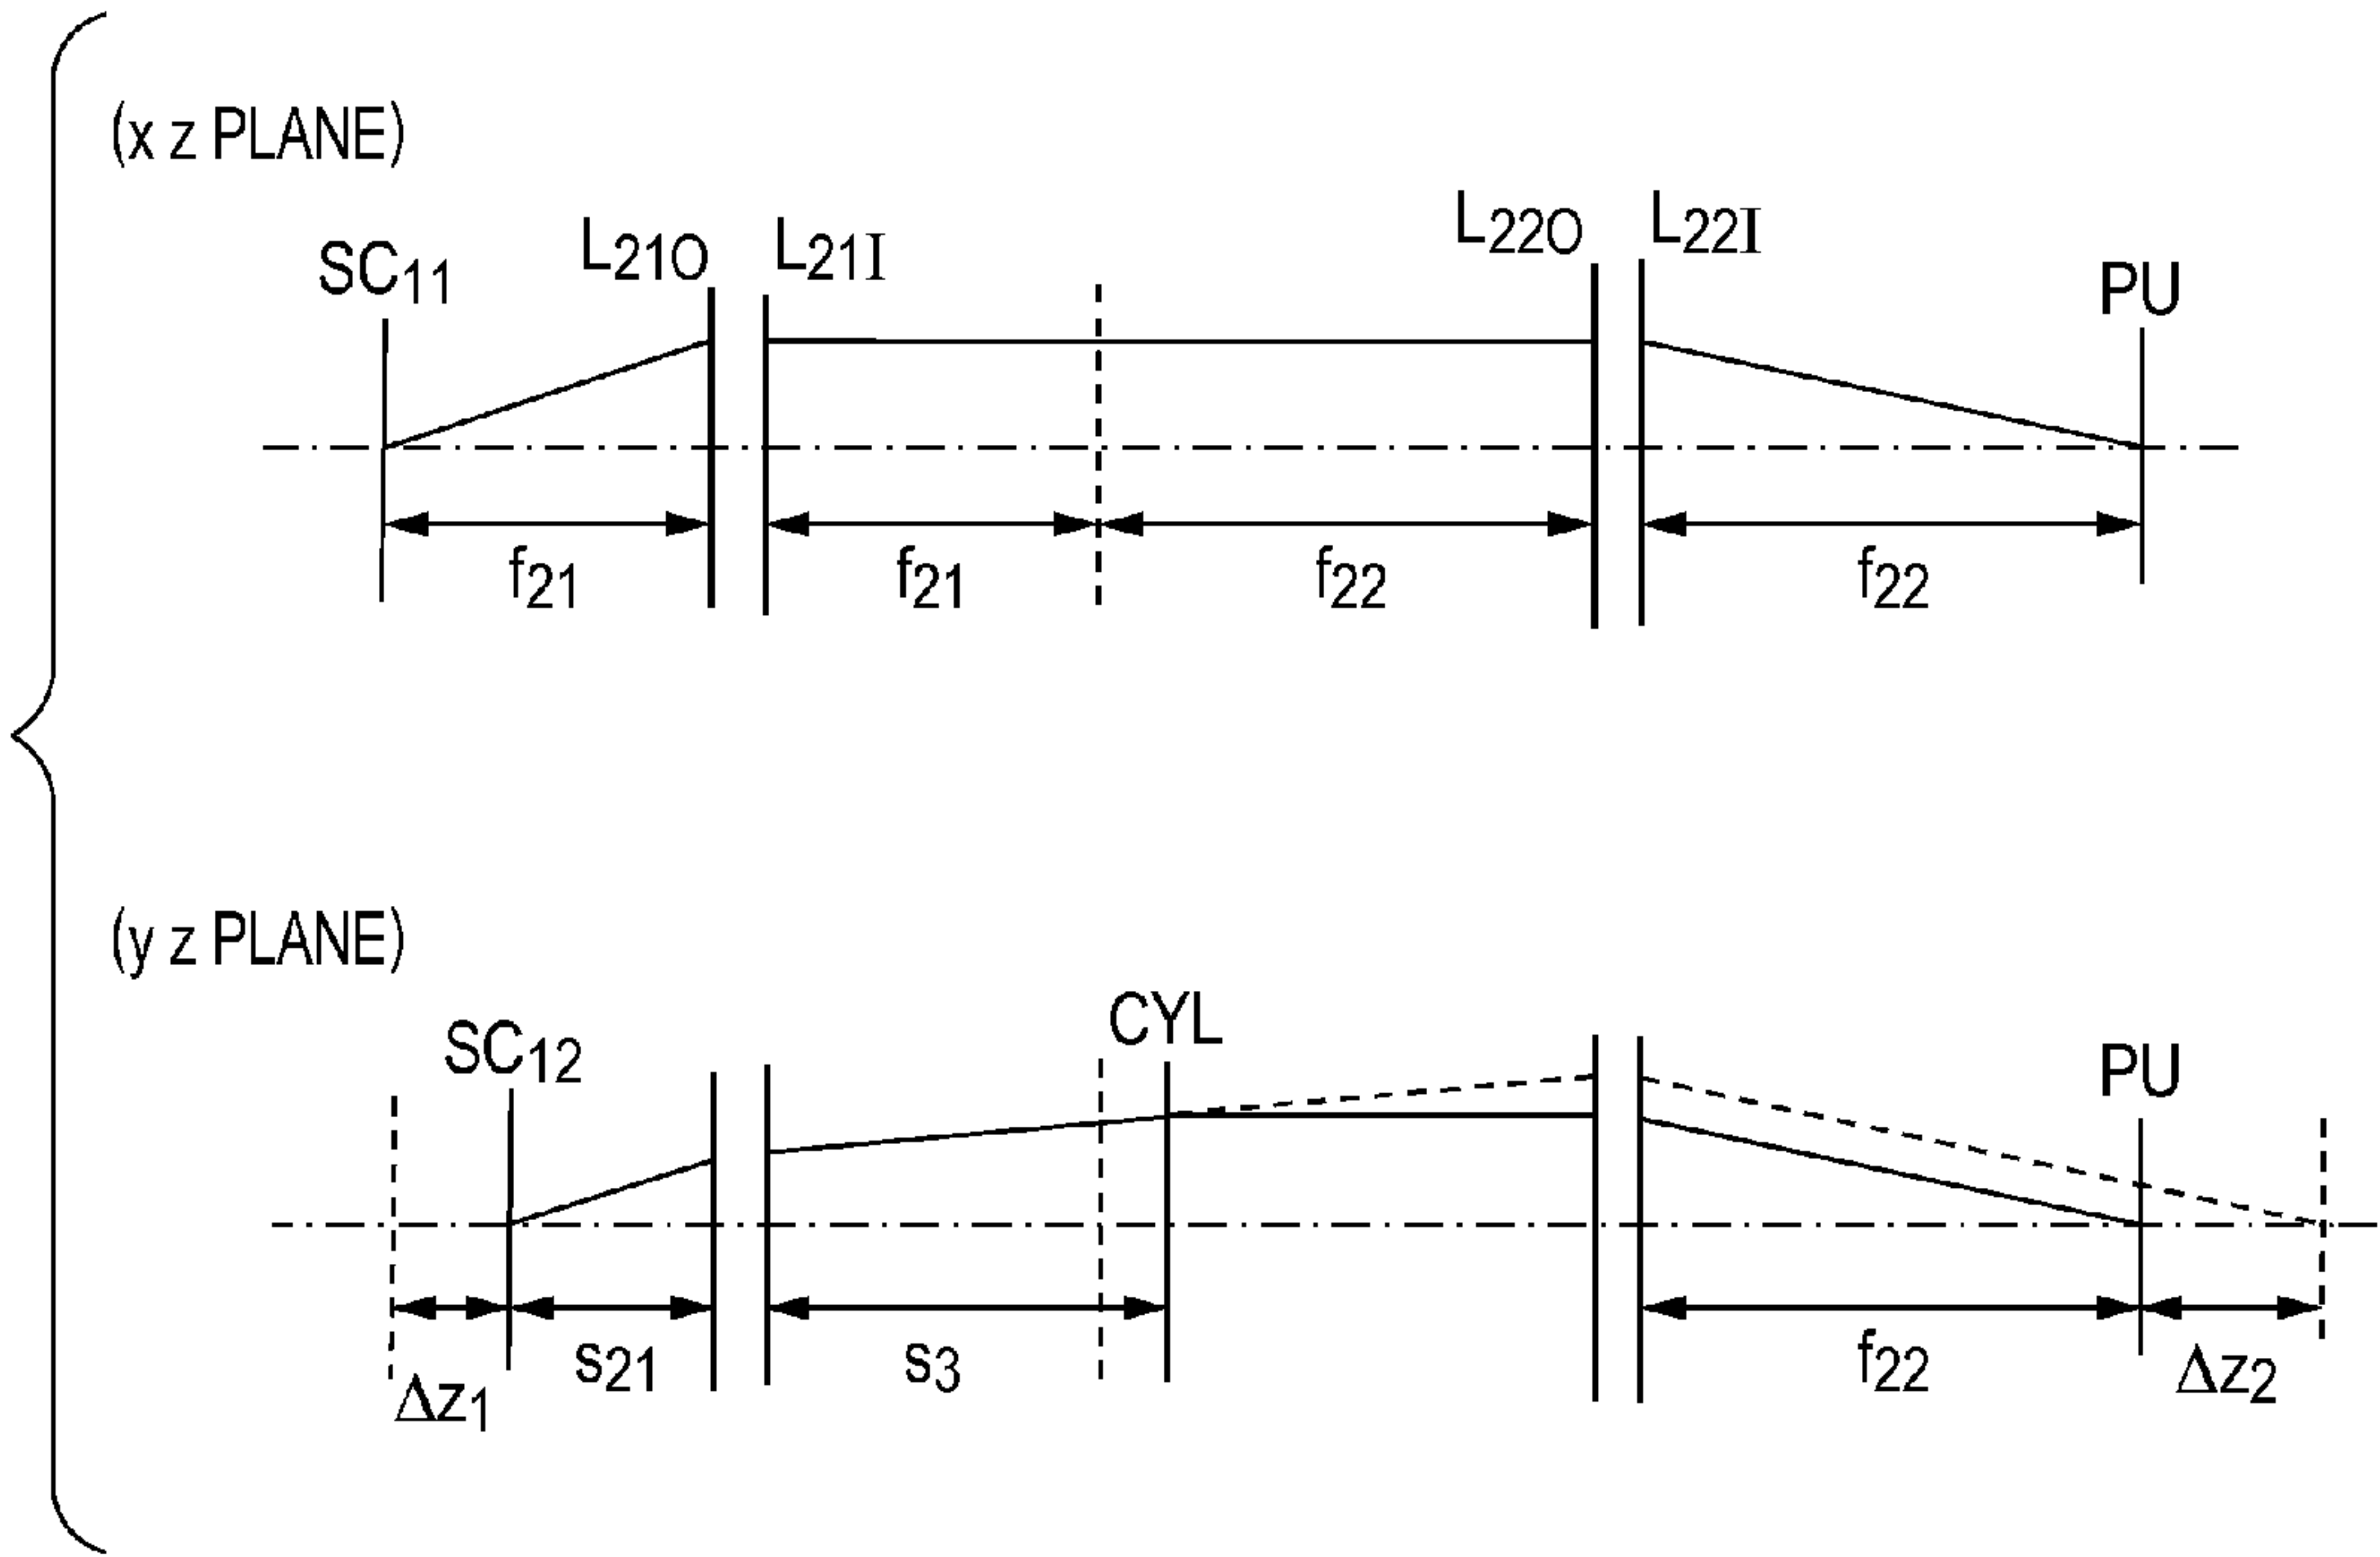 (x z PLANE)
SC11 L21O L21I L22O L22I PU
f21 f21 f22 f22
(y z PLANE)
SC12 CYL PU
Δz1 s21 s3 f22 Δz2